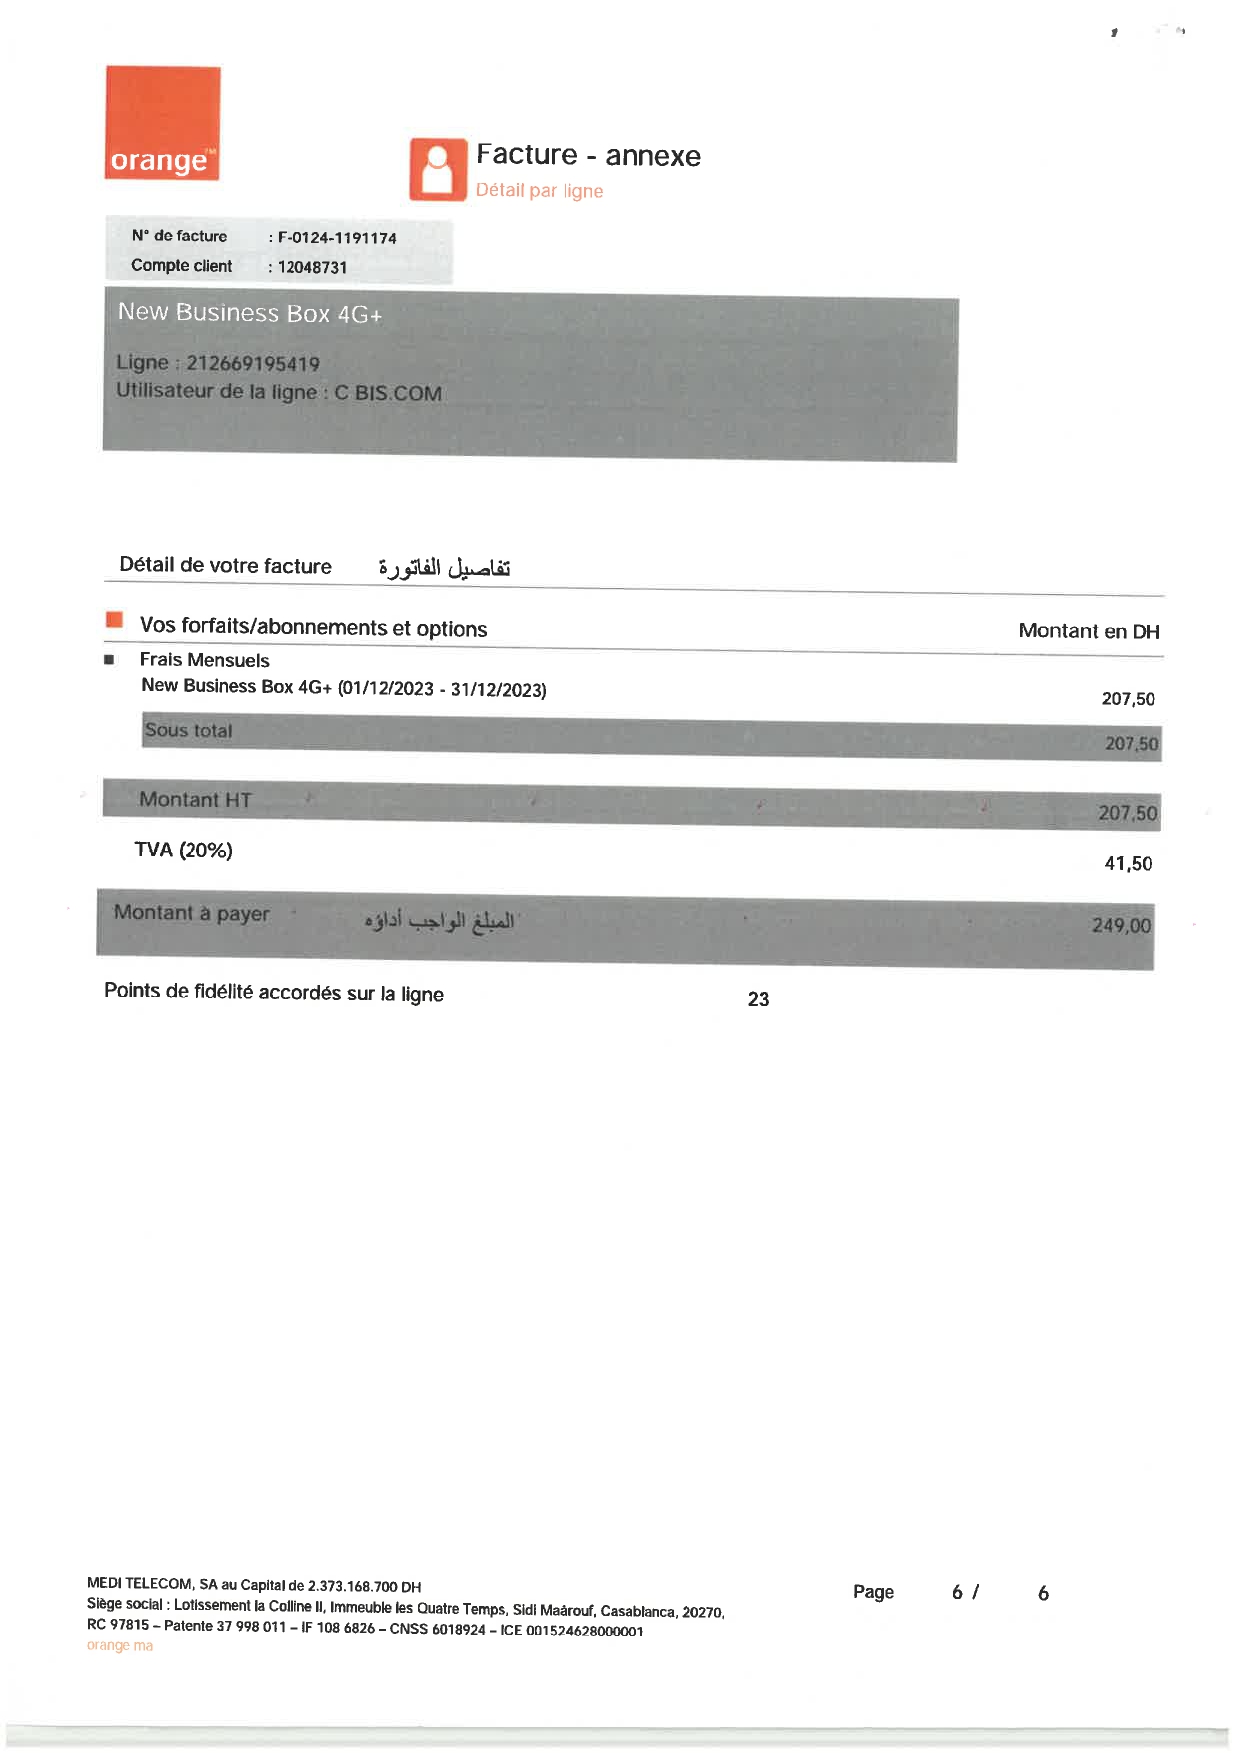 orange™
Facture - annexe
Détail par ligne
N° de facture : F-0124-1191174
Compte client : 12048731
New Business Box 4G+
Ligne : 212669195419
Utilisateur de la ligne : C BIS.COM
Détail de votre facture تفاصيل الفاتورة
Vos forfaits/abonnements et options Montant en DH
Frais Mensuels
New Business Box 4G+ (01/12/2023 - 31/12/2023) 207,50
Sous total 207,50
Montant HT 207,50
TVA (20%) 41,50
Montant à payer المبلغ الواجب أداؤه 249,00
Points de fidélité accordés sur la ligne 23
MEDI TELECOM, SA au Capital de 2.373.168.700 DH
Siège social : Lotissement la Colline II, Immeuble les Quatre Temps, Sidi Maârouf, Casablanca, 20270,
RC 97815 – Patente 37 998 011 – IF 108 6826 – CNSS 6018924 – ICE 001524628000001
orange ma
Page 6 / 6